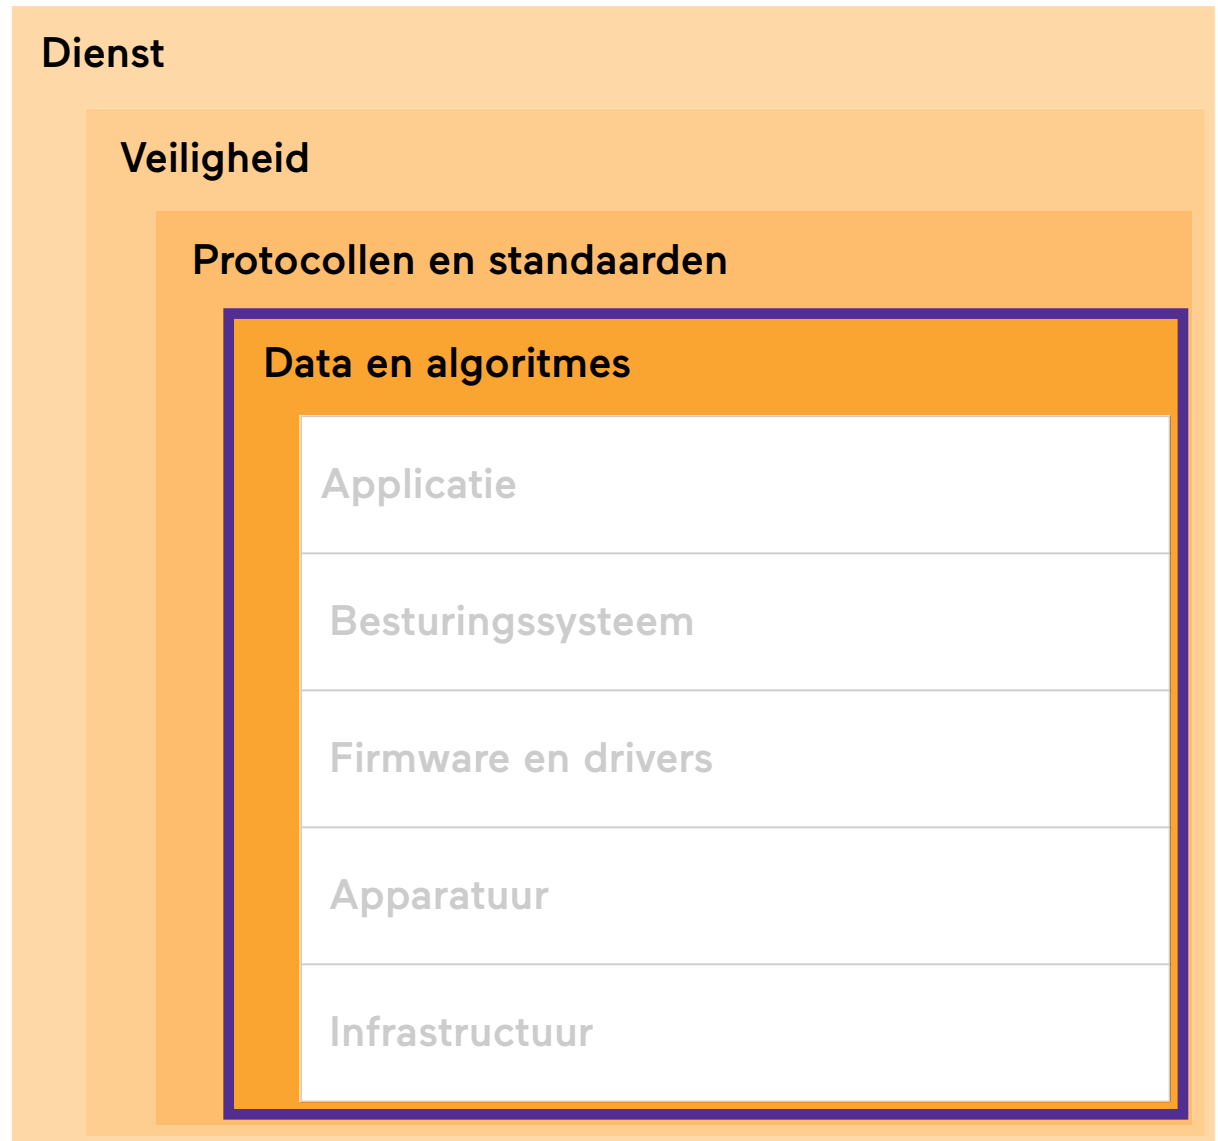 Dienst
Veiligheid
Protocollen en standaarden
Data en algoritmes
Applicatie
Besturingssysteem
Firmware en drivers
Apparatuur
Infrastructuur